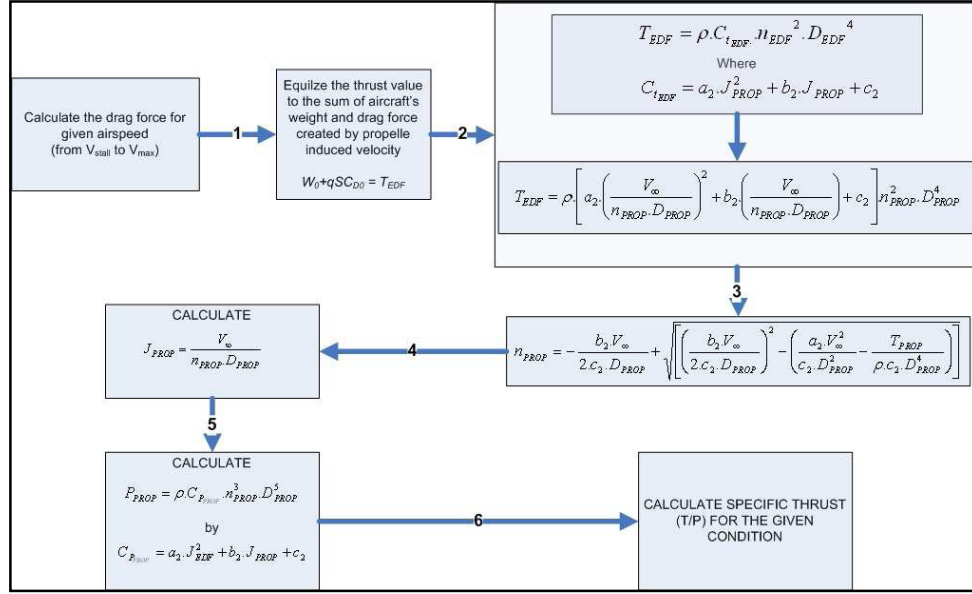 Calculate the drag force for
given airspeed
(from V_stall to V_max)
1
Equilze the thrust value
to the sum of aircraft's
weight and drag force
created by propelle
induced velocity
W_0+qSC_D0 = T_EDF
2
T_EDF = ρ.C_t_EDF.n_EDF^2.D_EDF^4
Where
C_t_EDF = a_2.J_PROP^2 + b_2.J_PROP + c_2
T_EDF = ρ.[a_2.(V_∞/(n_PROP.D_PROP))^2 + b_2.(V_∞/(n_PROP.D_PROP)) + c_2]n_PROP^2.D_PROP^4
3
n_PROP = -b_2.V_∞/(2.c_2.D_PROP) + √[(b_2.V_∞/(2.c_2.D_PROP))^2 - (a_2.V_∞^2/(c_2.D_PROP^2) - T_PROP/(ρ.c_2.D_PROP^4))]
4
CALCULATE
J_PROP = V_∞/(n_PROP.D_PROP)
5
CALCULATE
P_PROP = ρ.C_P_PROP.n_PROP^3.D_PROP^5
by
C_P_PROP = a_2.J_EDF^2 + b_2.J_PROP + c_2
6
CALCULATE SPECIFIC THRUST
(T/P) FOR THE GIVEN
CONDITION